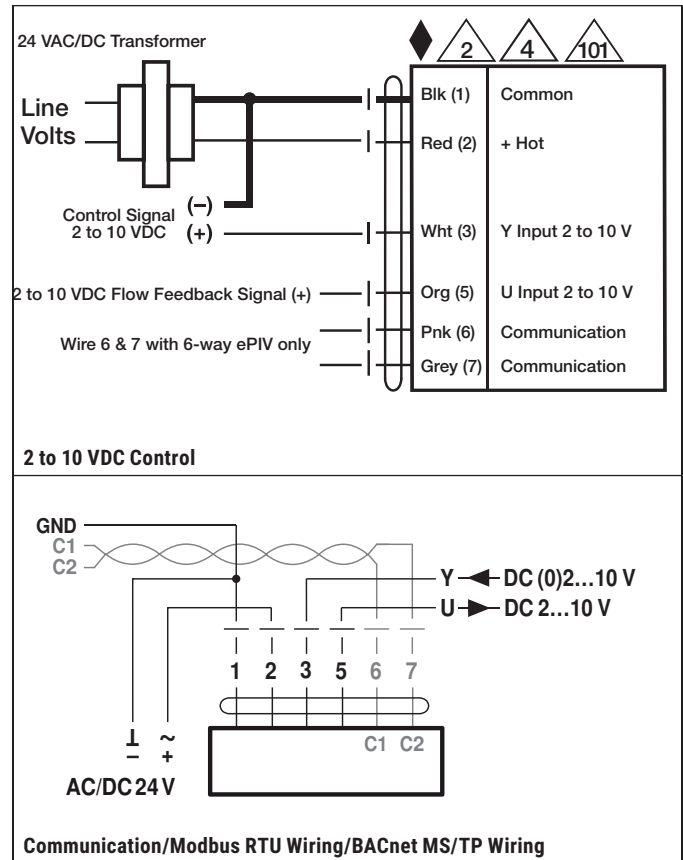 24 VAC/DC Transformer
2
4
101
Line
Volts
Blk (1) Common
Red (2) + Hot
Control Signal (–)
2 to 10 VDC (+)
Wht (3) Y Input 2 to 10 V
2 to 10 VDC Flow Feedback Signal (+)
Org (5) U Input 2 to 10 V
Wire 6 & 7 with 6-way ePIV only
Pnk (6) Communication
Grey (7) Communication
2 to 10 VDC Control
GND
C1
C2
Y DC (0)2...10 V
U DC 2...10 V
1 2 3 5 6 7
C1 C2
⊥ ~
– +
AC/DC 24 V
Communication/Modbus RTU Wiring/BACnet MS/TP Wiring